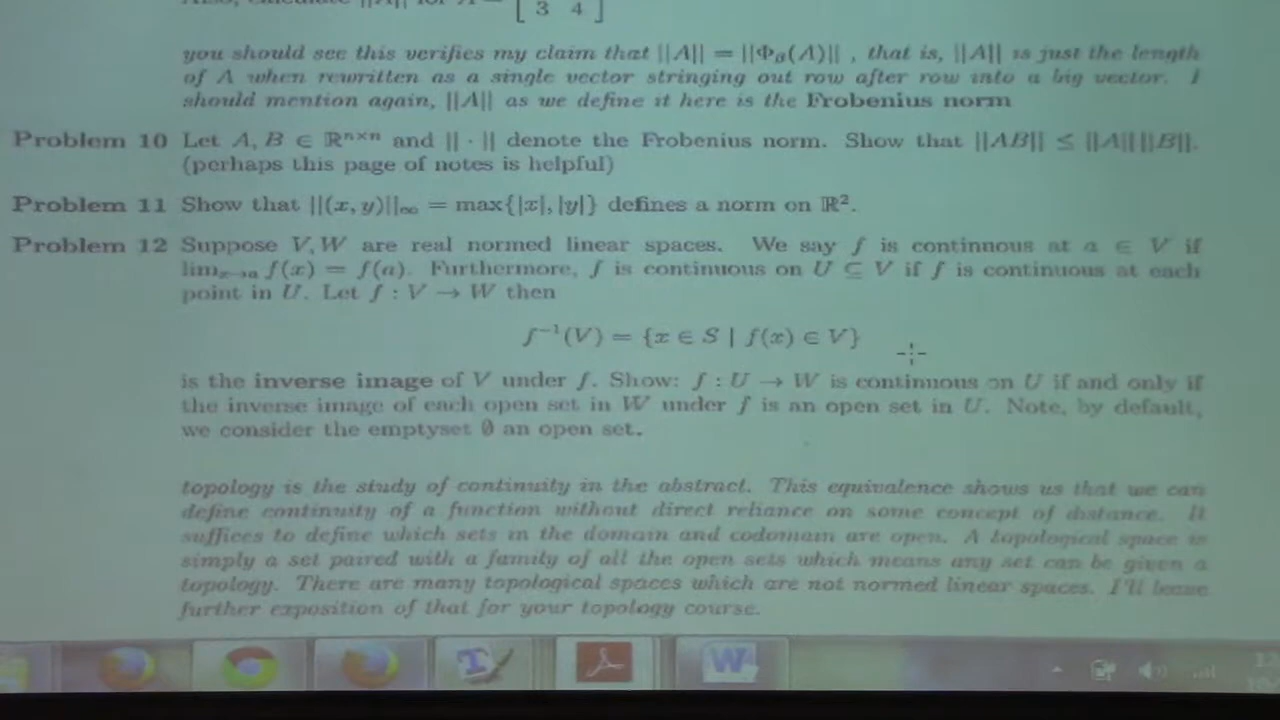 3 4
you should see this verifies my claim that ||A|| = ||Φ_β(A)|| , that is, ||A|| is just the length
of A when rewritten as a single vector stringing out row after row into a big vector. I
should mention again, ||A|| as we define it here is the Frobenius norm
Problem 10 Let A, B ∈ ℝⁿˣⁿ and || · || denote the Frobenius norm. Show that ||AB|| ≤ ||A|| ||B||.
(perhaps this page of notes is helpful)
Problem 11 Show that ||(x, y)||∞ = max{|x|, |y|} defines a norm on ℝ².
Problem 12 Suppose V, W are real normed linear spaces. We say f is continuous at a ∈ V if
limₓ→ₐ f(x) = f(a). Furthermore, f is continuous on U ⊆ V if f is continuous at each
point in U. Let f : V → W then
f⁻¹(V) = {x ∈ S | f(x) ∈ V}
is the inverse image of V under f. Show: f : U → W is continuous on U if and only if
the inverse image of each open set in W under f is an open set in U. Note, by default,
we consider the emptyset ∅ an open set.
topology is the study of continuity in the abstract. This equivalence shows us that we can
define continuity of a function without direct reliance on some concept of distance. It
suffices to define which sets in the domain and codomain are open. A topological space is
simply a set paired with a family of all the open sets which means any set can be given a
topology. There are many topological spaces which are not normed linear spaces. I'll leave
further exposition of that for your topology course.